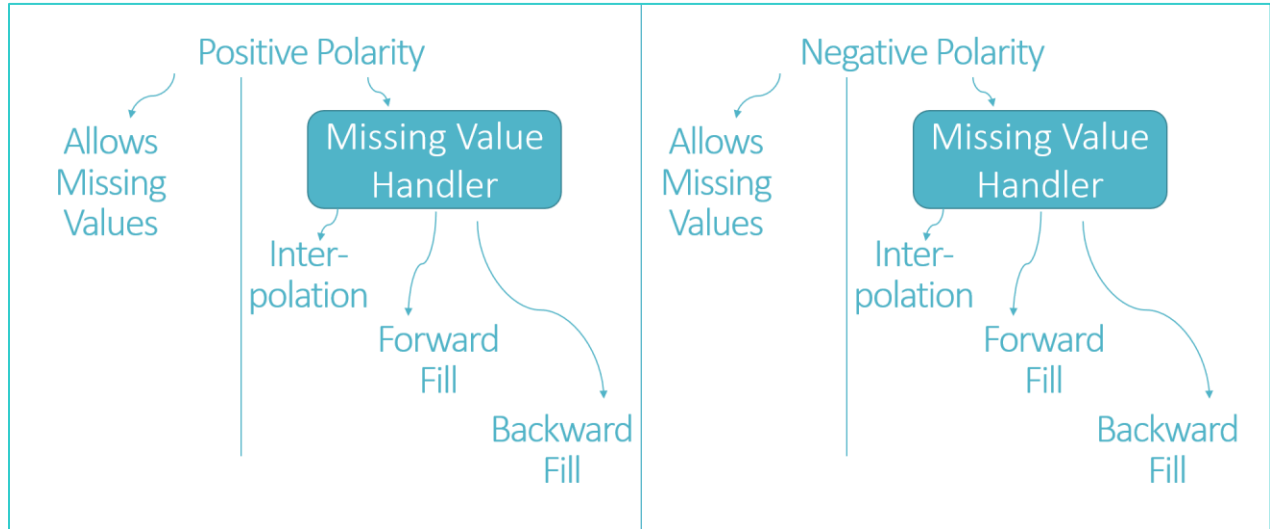 Positive Polarity
Allows
Missing
Values
Missing Value
Handler
Inter-
polation
Forward
Fill
Backward
Fill
Negative Polarity
Allows
Missing
Values
Missing Value
Handler
Inter-
polation
Forward
Fill
Backward
Fill